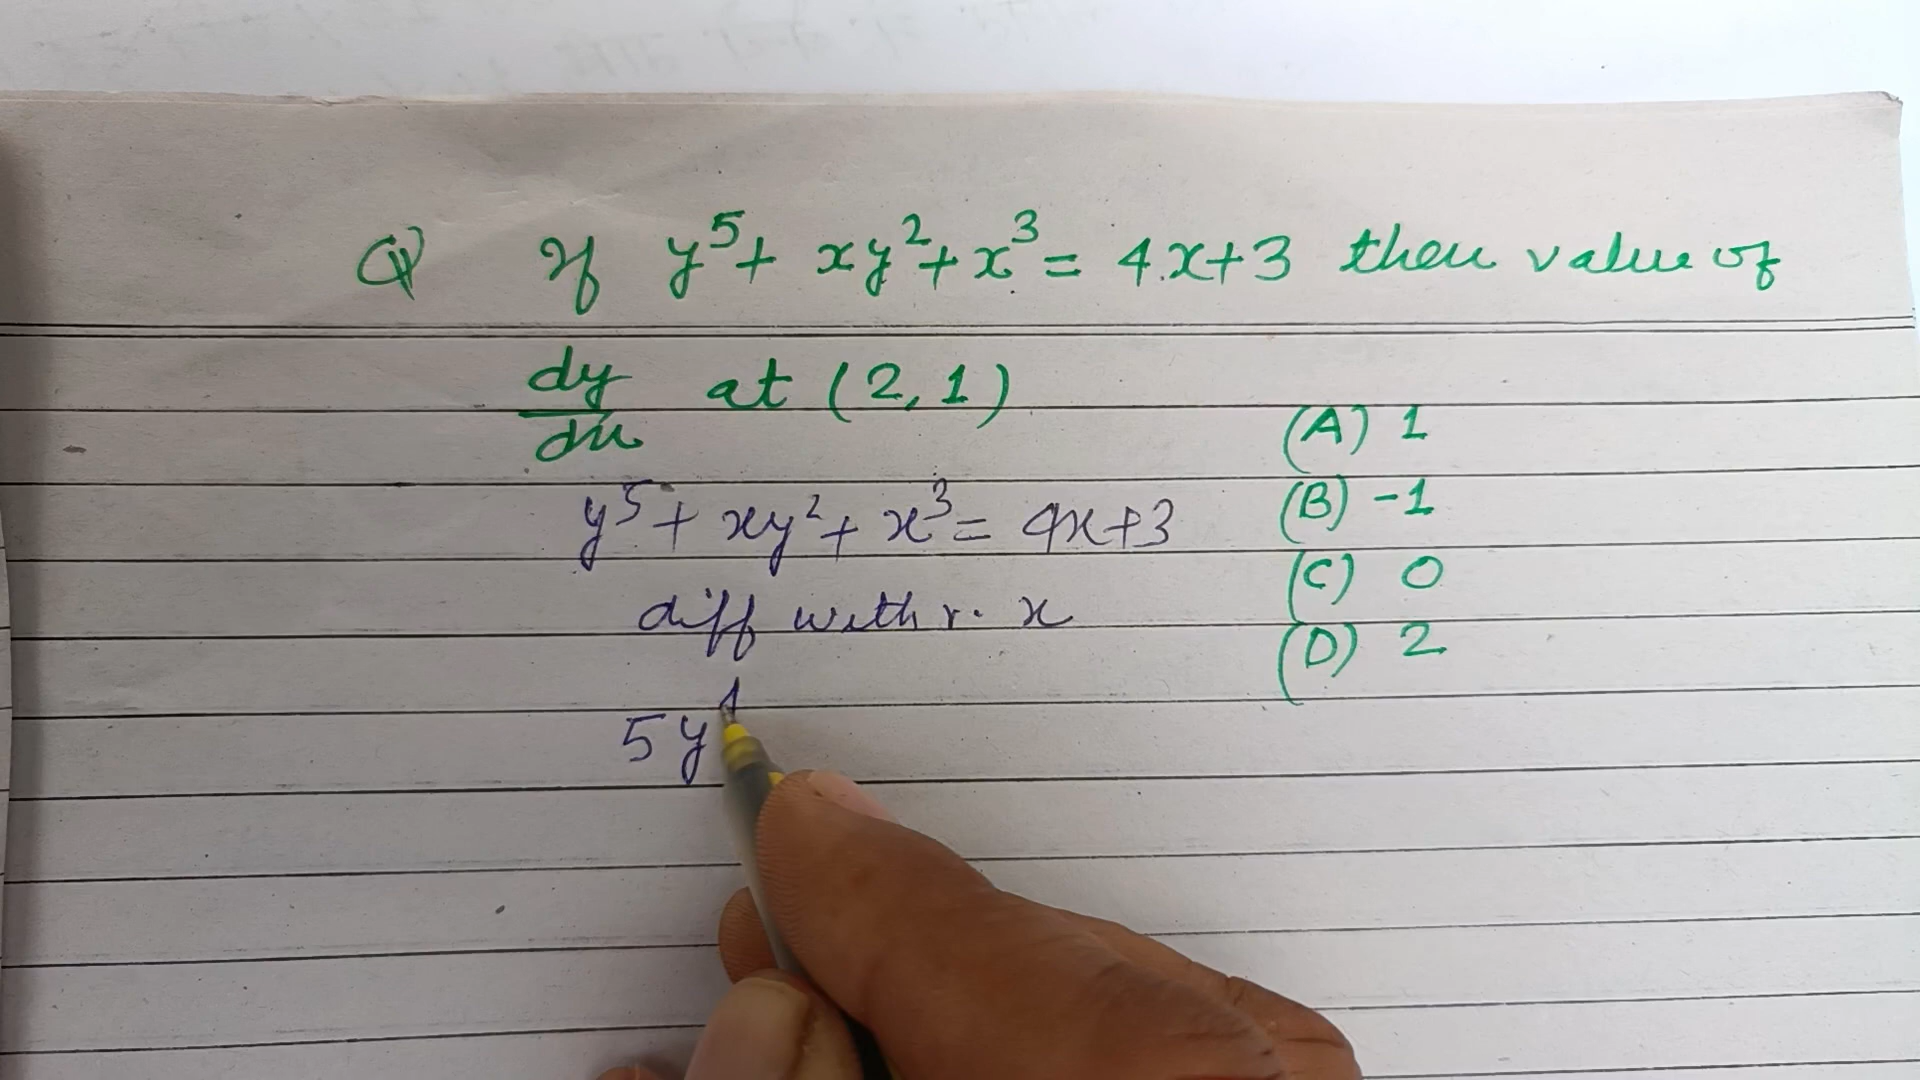 Q If y⁵ + xy² + x³ = 4x+3 then value of
dy/dx at (2, 1)
(A) 1
(B) -1
(C) 0
(D) 2
y⁵ + xy² + x³ = 4x+3
diff with r. x
5y⁴